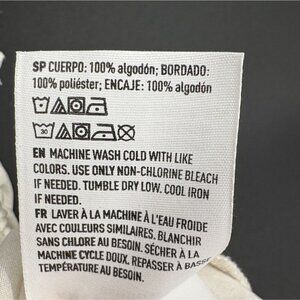 SP CUERPO: 100% algodón; BORDADO:
100% poliéster; ENCAJE: 100% algodón
30
EN MACHINE WASH COLD WITH LIKE
COLORS. USE ONLY NON-CHLORINE BLEACH
IF NEEDED. TUMBLE DRY LOW. COOL IRON
IF NEEDED.
FR LAVER À LA MACHINE À L'EAU FROIDE
AVEC COULEURS SIMILAIRES. BLANCHIR
SANS CHLORE AU BESOIN. SÉCHER À LA
MACHINE CYCLE DOUX. REPASSER À BASSE
TEMPÉRATURE AU BESOIN.